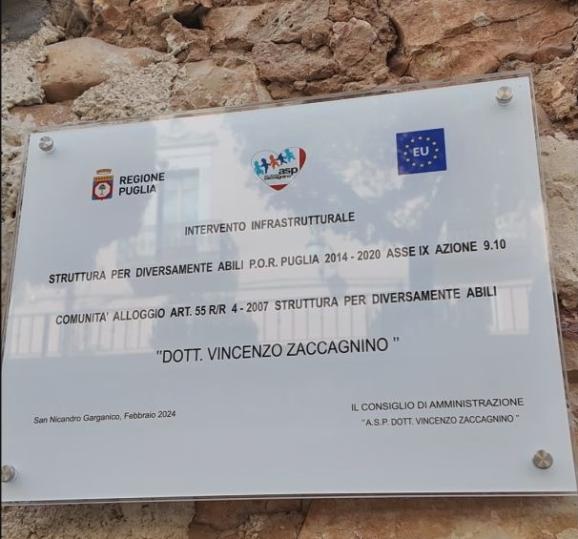 REGIONE
PUGLIA
asp
EU
INTERVENTO INFRASTRUTTURALE
STRUTTURA PER DIVERSAMENTE ABILI P.O.R. PUGLIA 2014 - 2020 ASSE IX AZIONE 9.10
COMUNITA' ALLOGGIO ART. 55 R/R 4 - 2007 STRUTTURA PER DIVERSAMENTE ABILI
"DOTT. VINCENZO ZACCAGNINO "
San Nicandro Garganico, Febbraio 2024
IL CONSIGLIO DI AMMINISTRAZIONE
"A.S.P. DOTT. VINCENZO ZACCAGNINO "